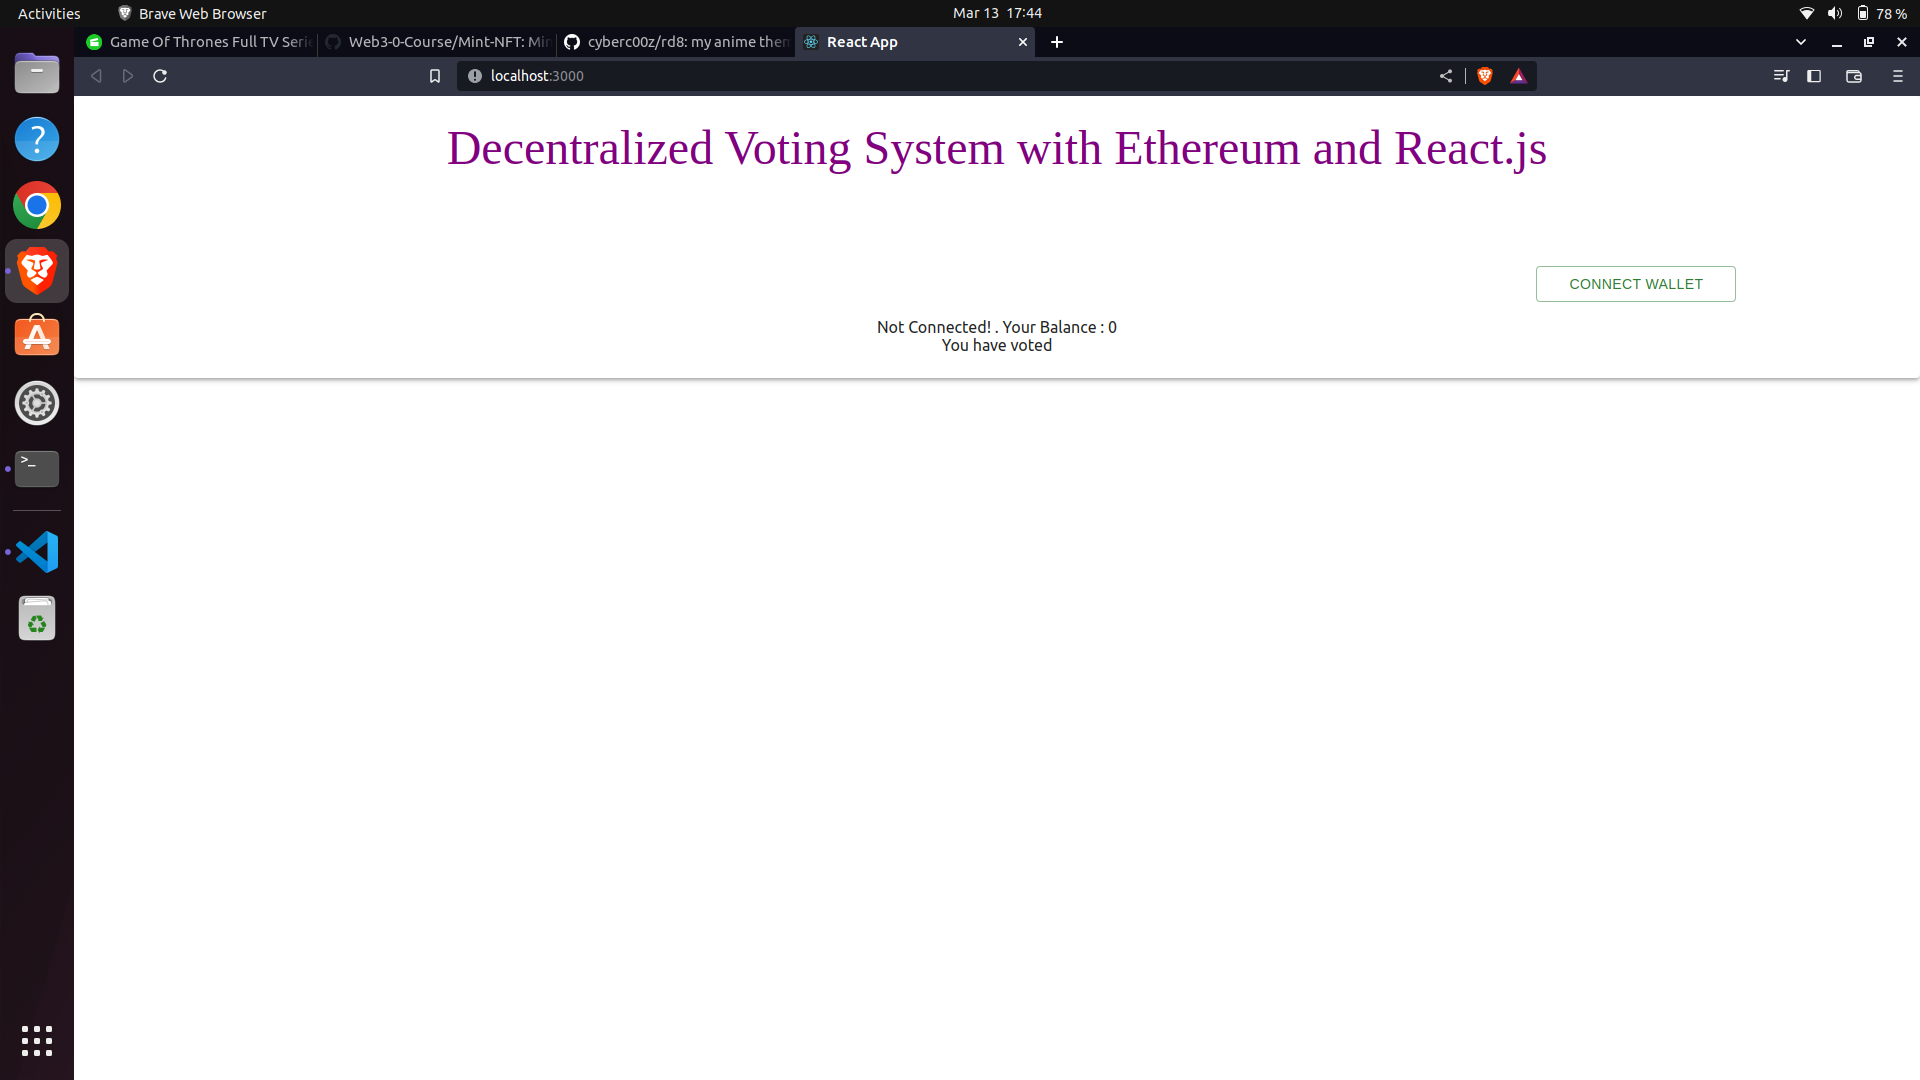 Activities
Brave Web Browser
Mar 13 17:44
78 %
Game Of Thrones Full TV Seri
Web3-0-Course/Mint-NFT: Min
cyberc00z/rd8: my anime them
React App
localhost:3000
Decentralized Voting System with Ethereum and React.js
CONNECT WALLET
Not Connected! . Your Balance : 0
You have voted